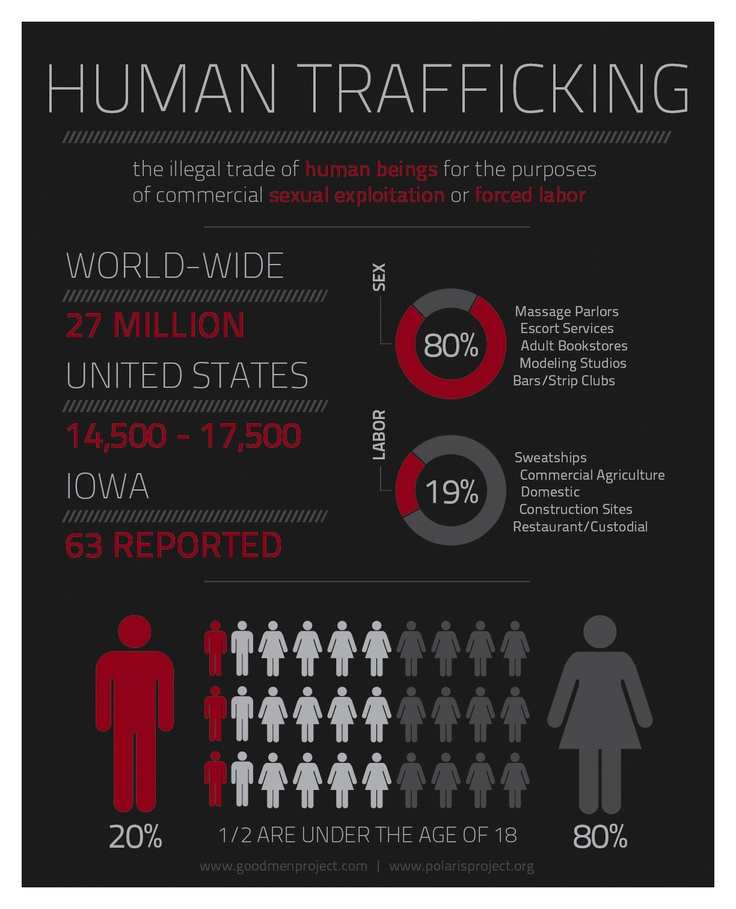 HUMAN TRAFFICKING
the illegal trade of human beings for the purposes
of commercial sexual exploitation or forced labor
WORLD-WIDE
27 MILLION
UNITED STATES
14,500 - 17,500
IOWA
63 REPORTED
SEX
80%
Massage Parlors
Escort Services
Adult Bookstores
Modeling Studios
Bars/Strip Clubs
LABOR
19%
Sweatships
Commercial Agriculture
Domestic
Construction Sites
Restaurant/Custodial
20%
1/2 ARE UNDER THE AGE OF 18
80%
www.goodmenproject.com | www.polarisproject.org